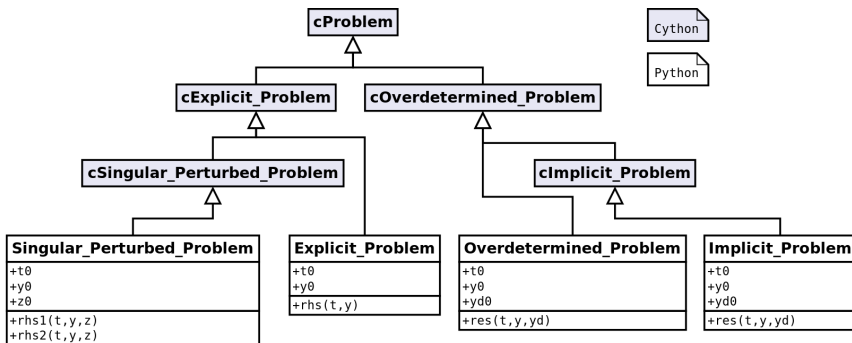 cProblem
Cython
Python
cExplicit_Problem
cOverdetermined_Problem
cSingular_Perturbed_Problem
cImplicit_Problem
Singular_Perturbed_Problem
+t0
+y0
+z0
+rhs1(t,y,z)
+rhs2(t,y,z)
Explicit_Problem
+t0
+y0
+rhs(t,y)
Overdetermined_Problem
+t0
+y0
+yd0
+res(t,y,yd)
Implicit_Problem
+t0
+y0
+yd0
+res(t,y,yd)